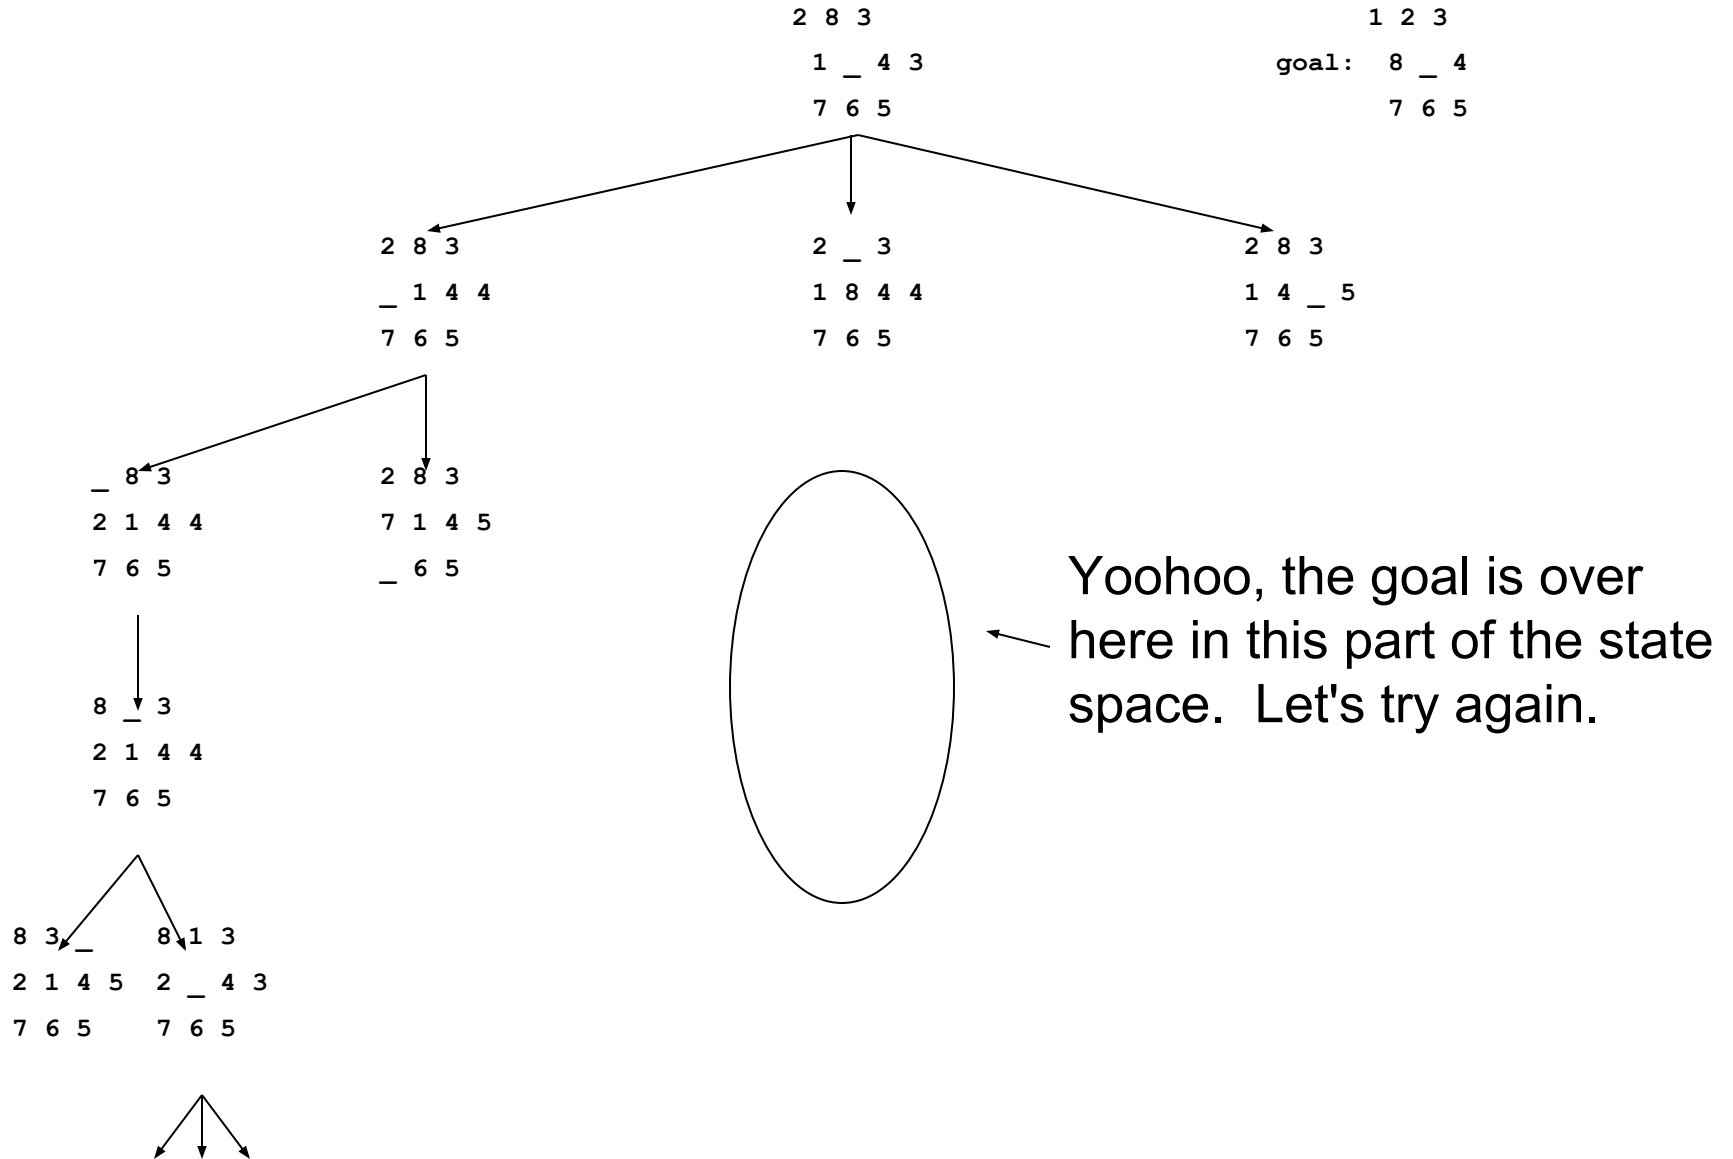 2 8 3
1 _ 4 3
7 6 5
1 2 3
goal: 8 _ 4
7 6 5
2 8 3
_ 1 4 4
7 6 5
2 _ 3
1 8 4 4
7 6 5
2 8 3
1 4 _ 5
7 6 5
_ 8 3
2 1 4 4
7 6 5
2 8 3
7 1 4 5
_ 6 5
Yoohoo, the goal is over
here in this part of the state
space. Let's try again.
8 _ 3
2 1 4 4
7 6 5
8 3 _
2 1 4 5
7 6 5
8 1 3
2 _ 4 3
7 6 5